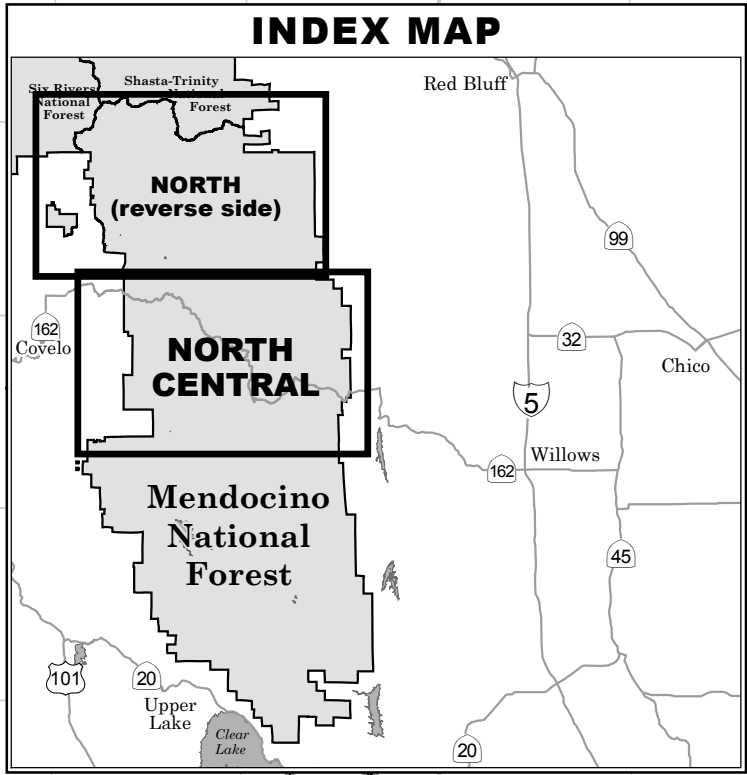 INDEX MAP
Six Rivers
National
Forest
Shasta-Trinity
National
Forest
Red Bluff
NORTH
(reverse side)
99
162
Covelo
NORTH
CENTRAL
32
Chico
5
Willows
162
Mendocino
National
Forest
45
101
20
Upper
Lake
Clear
Lake
20